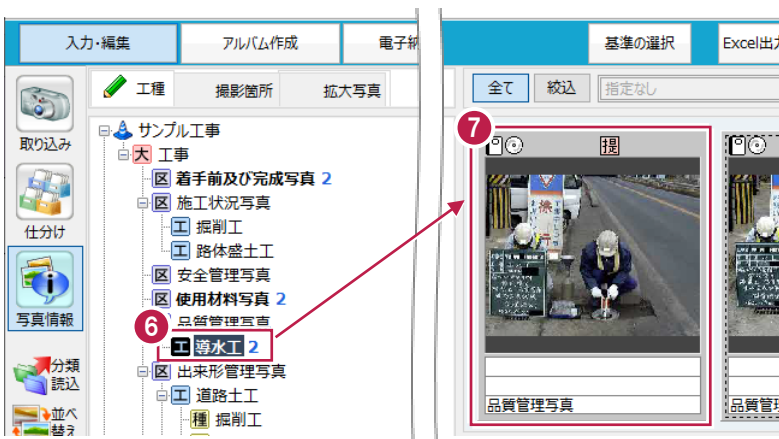 入力・編集
アルバム作成
電子納
基準の選択
Excel出
工種
撮影箇所
拡大写真
全て
絞込
指定なし
取り込み
仕分け
写真情報
分類
読込
並べ
替え
サンプル工事
大 工事
区 着手前及び完成写真 2
区 施工状況写真
工 掘削工
工 路体盛土工
区 安全管理写真
区 使用材料写真 2
品質管理写真
6
工 導水工 2
区 出来形管理写真
工 道路土工
種 掘削工
7
提
徐行
品質管理写真
品質管理